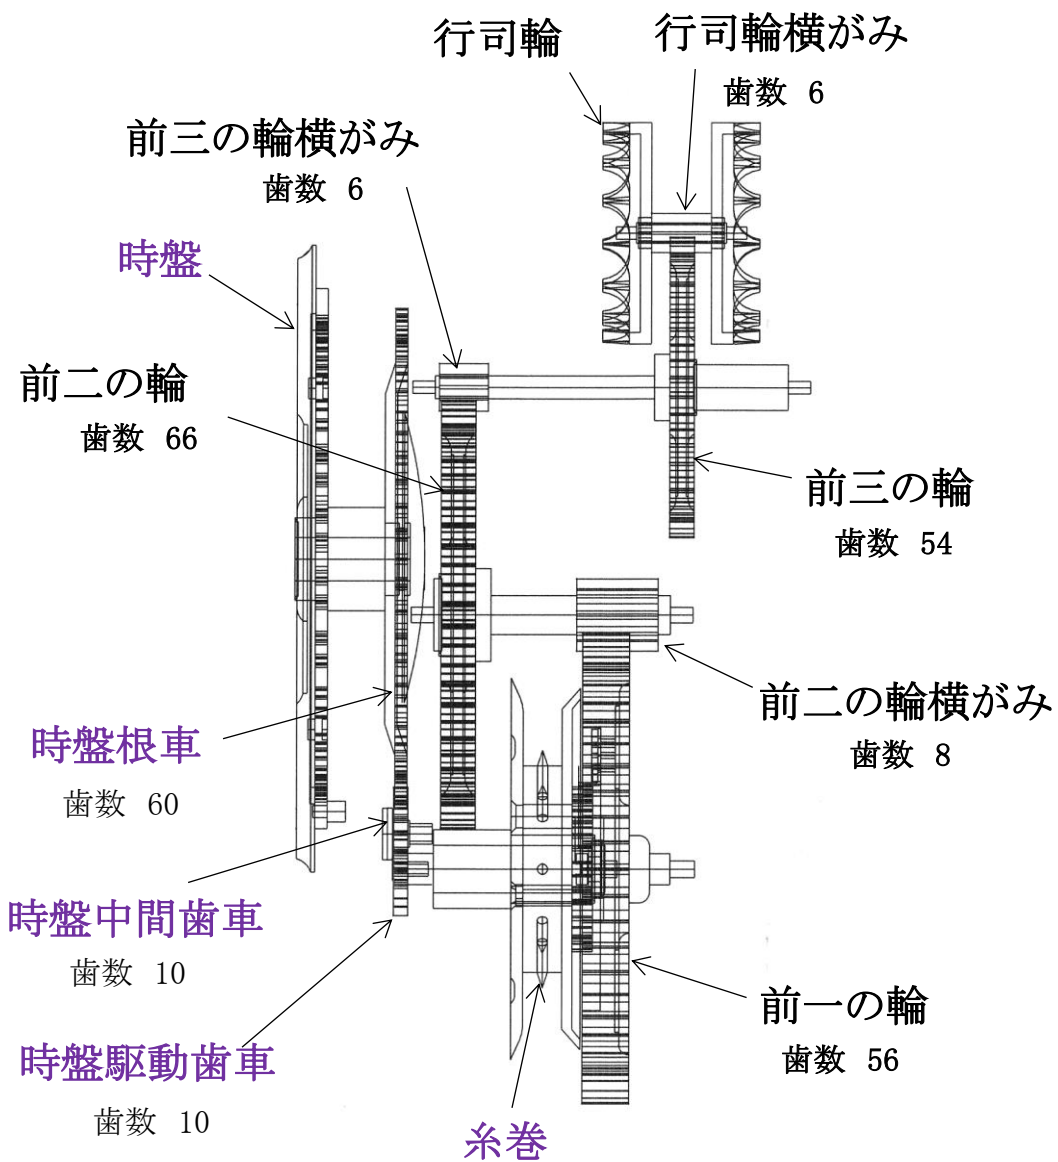 行司輪
行司輪横がみ
歯数 6
前三の輪横がみ
歯数 6
時盤
前二の輪
歯数 66
前三の輪
歯数 54
前二の輪横がみ
歯数 8
時盤根車
歯数 60
時盤中間歯車
歯数 10
前一の輪
歯数 56
時盤駆動歯車
歯数 10
糸巻